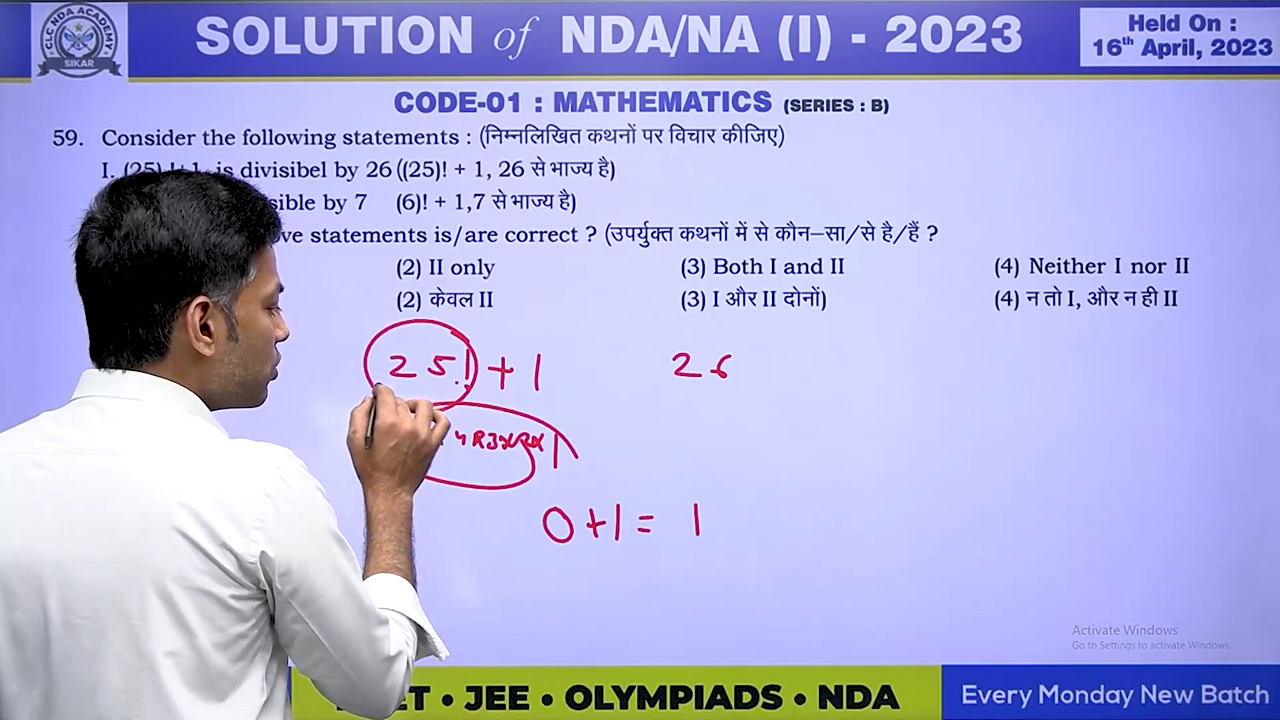 CLC NDA ACADEMY
SIKAR
SOLUTION of NDA/NA (I) - 2023
Held On :
16th April, 2023
CODE-01 : MATHEMATICS (SERIES : B)
59. Consider the following statements : (निम्नलिखित कथनों पर विचार कीजिए)
I. (25) !+1 is divisibel by 26 ((25)! + 1, 26 से भाज्य है)
by 7 (6)! + 1,7 से भाज्य है)
statements is/are correct ? (उपर्युक्त कथनों में से कौन–सा/से है/हैं ?
(2) II only (3) Both I and II (4) Neither I nor II
(2) केवल II (3) I और II दोनों) (4) न तो I, और न ही II
25! + 1 26
0+1= 1
Activate Windows
Go to Settings to activate Windows.
• JEE • OLYMPIADS • NDA
Every Monday New Batch